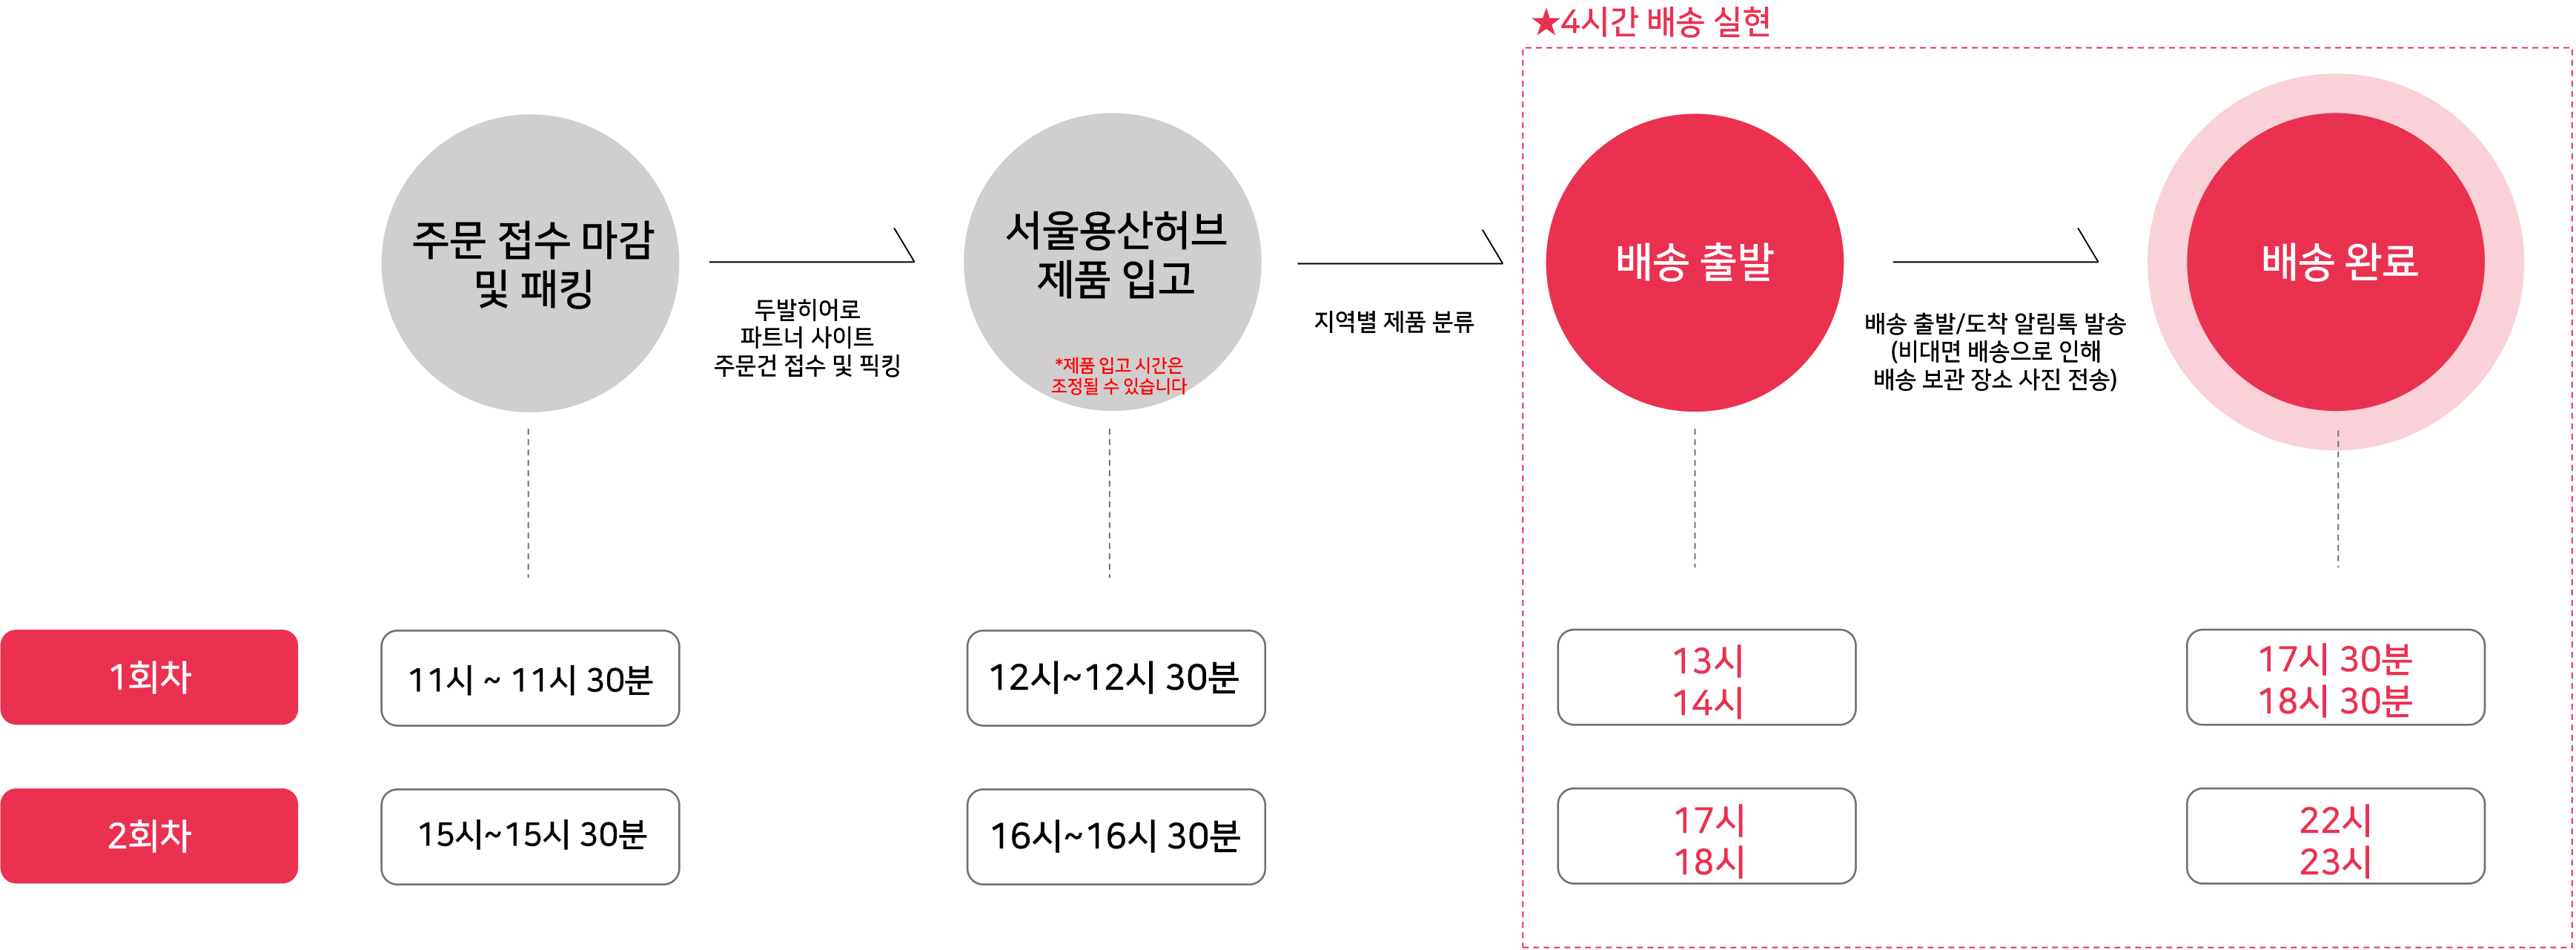 ★4시간 배송 실현
주문 접수 마감
및 패킹
두발히어로
파트너 사이트
주문건 접수 및 픽킹
서울용산허브
제품 입고
*제품 입고 시간은
조정될 수 있습니다
지역별 제품 분류
배송 출발
배송 출발/도착 알림톡 발송
(비대면 배송으로 인해
배송 보관 장소 사진 전송)
배송 완료
1회차
11시 ~ 11시 30분
12시~12시 30분
13시
14시
17시 30분
18시 30분
2회차
15시~15시 30분
16시~16시 30분
17시
18시
22시
23시